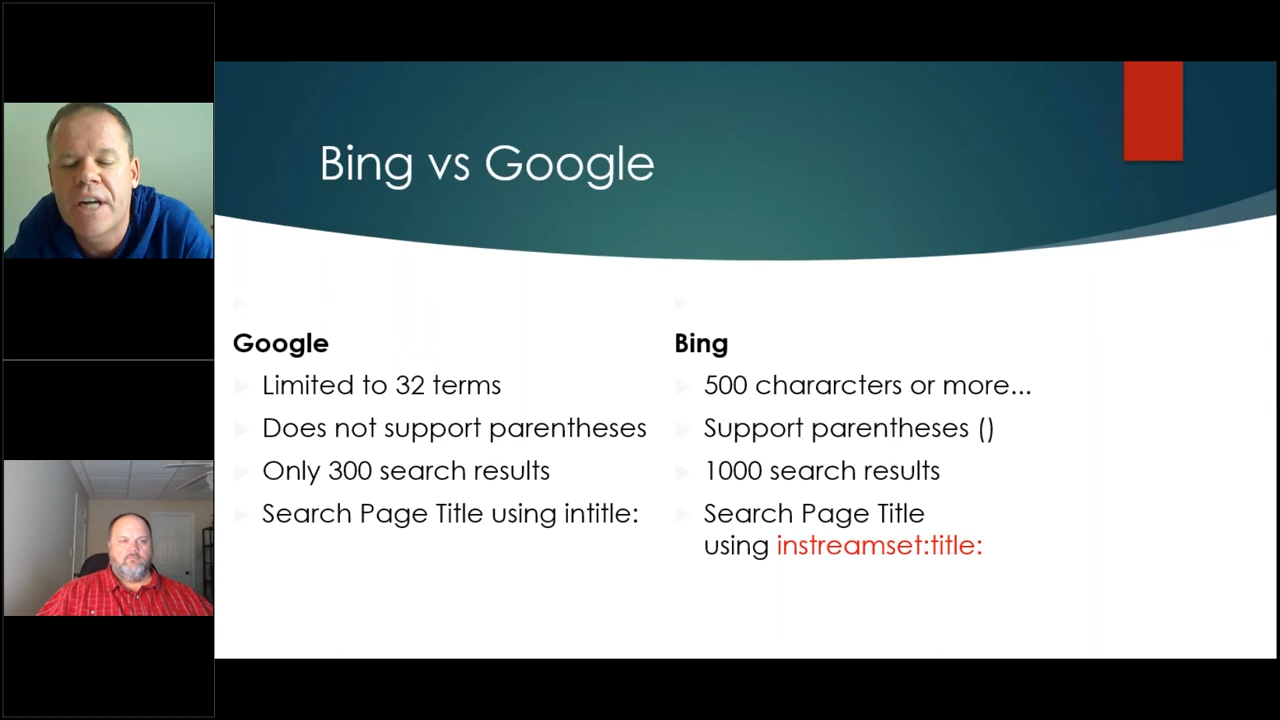 Bing vs Google
Google
Limited to 32 terms
Does not support parentheses
Only 300 search results
Search Page Title using intitle:
Bing
500 chararcters or more...
Support parentheses ()
1000 search results
Search Page Title
using instreamset:title: